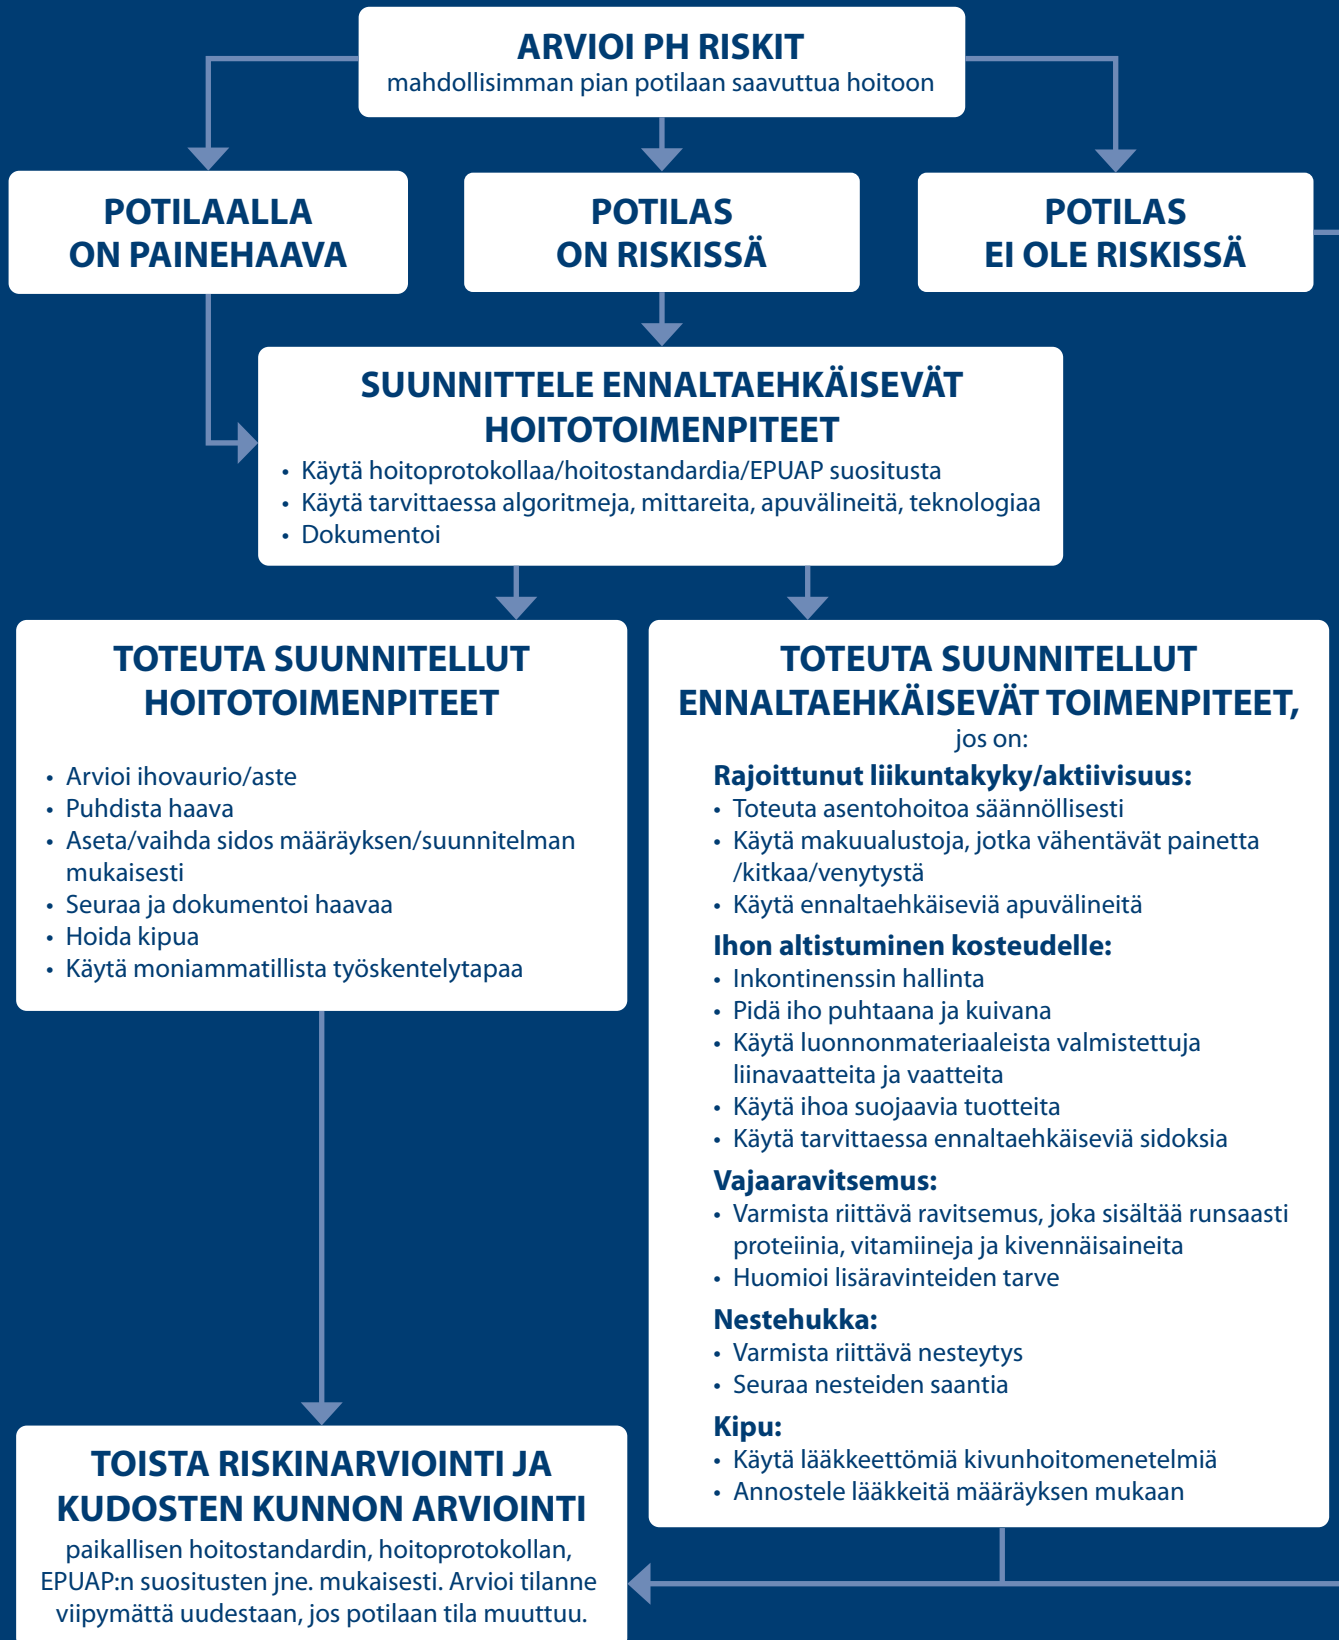 ARVIOI PH RISKIT
mahdollisimman pian potilaan saavuttua hoitoon
POTILAALLA
ON PAINEHAAVA
POTILAS
ON RISKISSÄ
POTILAS
EI OLE RISKISSÄ
SUUNNITTELE ENNALTAEHKÄISEVÄT
HOITOTOIMENPITEET
• Käytä hoitoprotokollaa/hoitostandardia/EPUAP suositusta
• Käytä tarvittaessa algoritmeja, mittareita, apuvälineitä, teknologiaa
• Dokumentoi
TOTEUTA SUUNNITELLUT
HOITOTOIMENPITEET
• Arvioi ihovaurio/aste
• Puhdista haava
• Aseta/vaihda sidos määräyksen/suunnitelman
mukaisesti
• Seuraa ja dokumentoi haavaa
• Hoida kipua
• Käytä moniammatillista työskentelytapaa
TOTEUTA SUUNNITELLUT
ENNALTAEHKÄISEVÄT TOIMENPITEET,
jos on:
Rajoittunut liikuntakyky/aktiivisuus:
• Toteuta asentohoitoa säännöllisesti
• Käytä makuualustoja, jotka vähentävät painetta
/kitkaa/venytystä
• Käytä ennaltaehkäiseviä apuvälineitä
Ihon altistuminen kosteudelle:
• Inkontinenssin hallinta
• Pidä iho puhtaana ja kuivana
• Käytä luonnonmateriaaleista valmistettuja
liinavaatteita ja vaatteita
• Käytä ihoa suojaavia tuotteita
• Käytä tarvittaessa ennaltaehkäiseviä sidoksia
Vajaaravitsemus:
• Varmista riittävä ravitsemus, joka sisältää runsaasti
proteiinia, vitamiineja ja kivennäisaineita
• Huomioi lisäravinteiden tarve
Nestehukka:
• Varmista riittävä nesteytys
• Seuraa nesteiden saantia
Kipu:
• Käytä lääkkeettömiä kivunhoitomenetelmiä
• Annostele lääkkeitä määräyksen mukaan
TOISTA RISKINARVIOINTI JA
KUDOSTEN KUNNON ARVIOINTI
paikallisen hoitostandardin, hoitoprotokollan,
EPUAP:n suositusten jne. mukaisesti. Arvioi tilanne
viipymättä uudestaan, jos potilaan tila muuttuu.